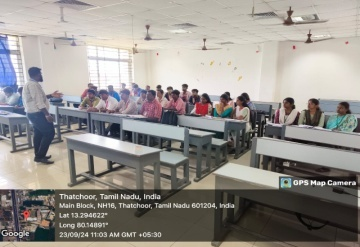 GPS Map Camera
Thatchoor, Tamil Nadu, India
Main Block, NH16, Thatchoor, Tamil Nadu 601204, India
Lat 13.294622°
Long 80.14891°
23/09/24 11:03 AM GMT +05:30
Google